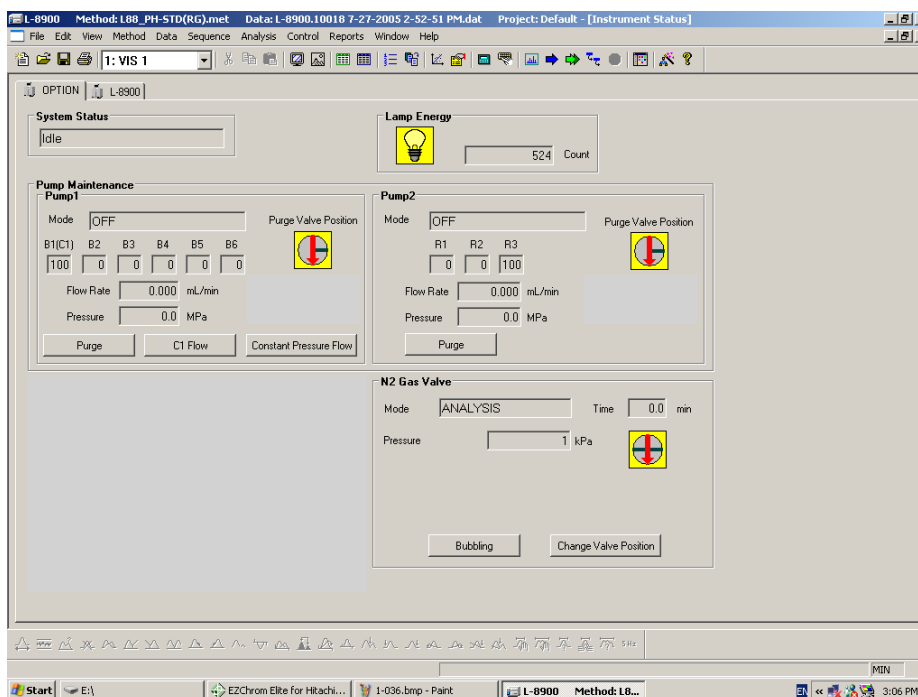 L-8900 Method: L88_PH-STD(RG).met Data: L-8900.10018 7-27-2005 2-52-51 PM.dat Project: Default - [Instrument Status]
File Edit View Method Data Sequence Analysis Control Reports Window Help
1: VIS 1
OPTION L-8900
System Status
Idle
Lamp Energy
524 Count
Pump Maintenance
Pump1
Mode OFF Purge Valve Position
B1(C1) B2 B3 B4 B5 B6
100 0 0 0 0 0
Flow Rate 0.000 mL/min
Pressure 0.0 MPa
Purge C1 Flow Constant Pressure Flow
Pump2
Mode OFF Purge Valve Position
R1 R2 R3
0 0 100
Flow Rate 0.000 mL/min
Pressure 0.0 MPa
Purge
N2 Gas Valve
Mode ANALYSIS Time 0.0 min
Pressure 1 kPa
Bubbling Change Valve Position
5Hz
MIN
Start E:\ EZChrom Elite for Hitachi... 1-036.bmp - Paint L-8900 Method: L8... EN « 3:06 PM